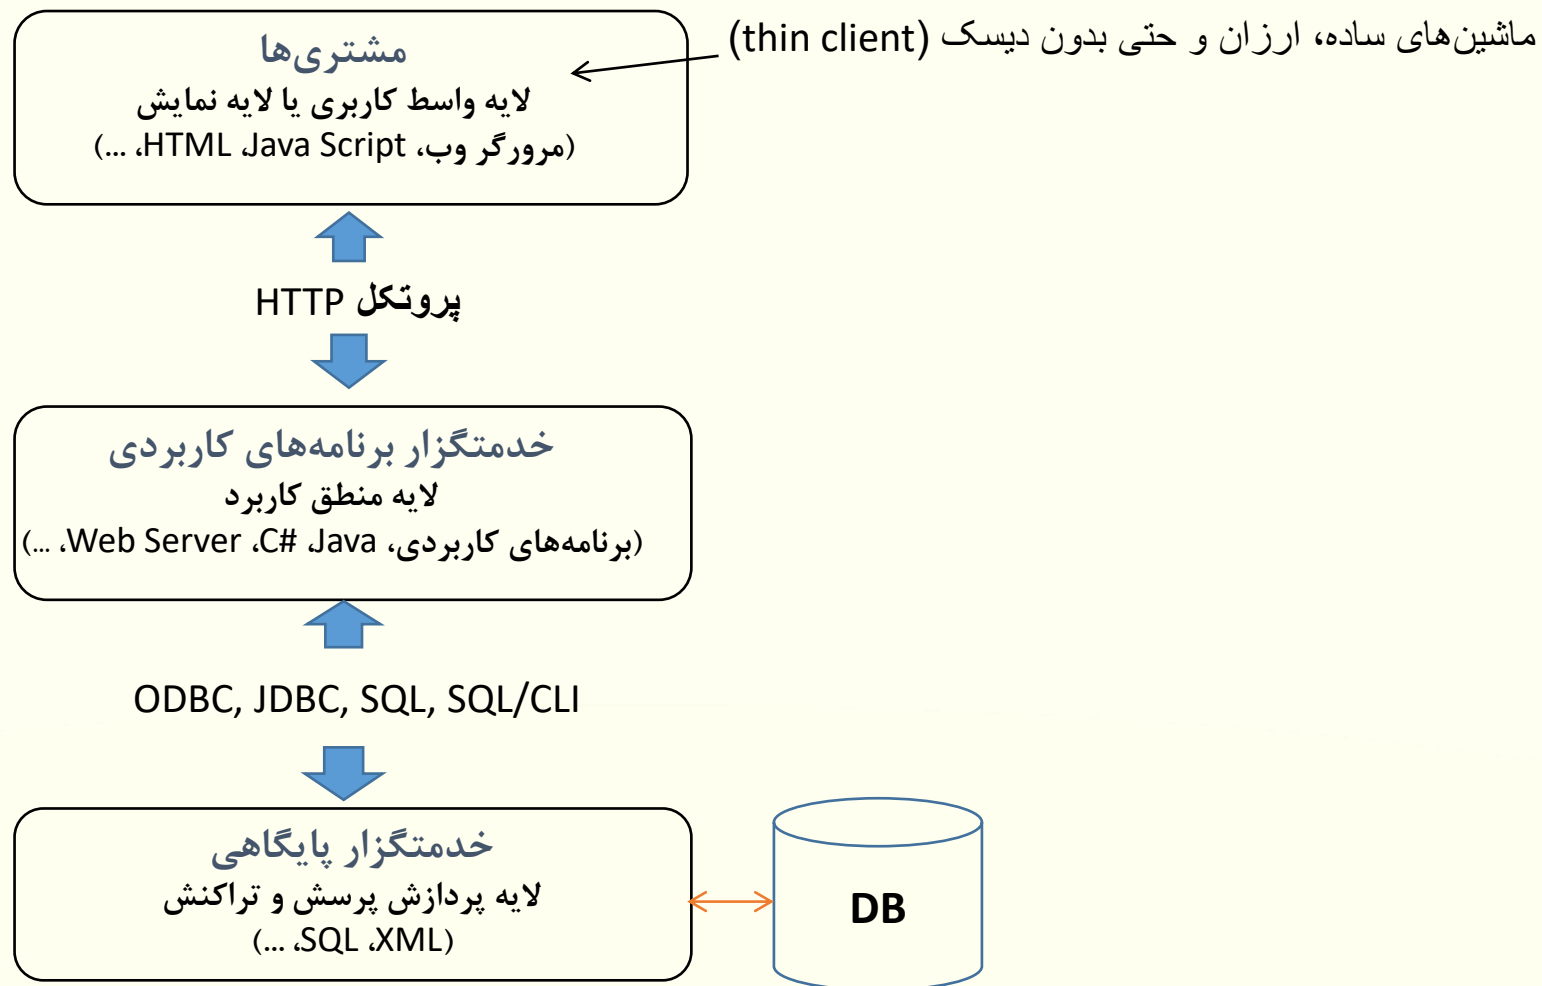 ماشین‌های ساده، ارزان و حتی بدون دیسک (thin client)
مشتری‌ها
لایه واسط کاربری یا لایه نمایش
(مرورگر وب، HTML ،Java Script، ...)
پروتکل HTTP
خدمتگزار برنامه‌های کاربردی
لایه منطق کاربرد
(برنامه‌های کاربردی، Web Server ،C# ،Java، ...)
ODBC, JDBC, SQL, SQL/CLI
خدمتگزار پایگاهی
لایه پردازش پرسش و تراکنش
(SQL ،XML، ...)
DB